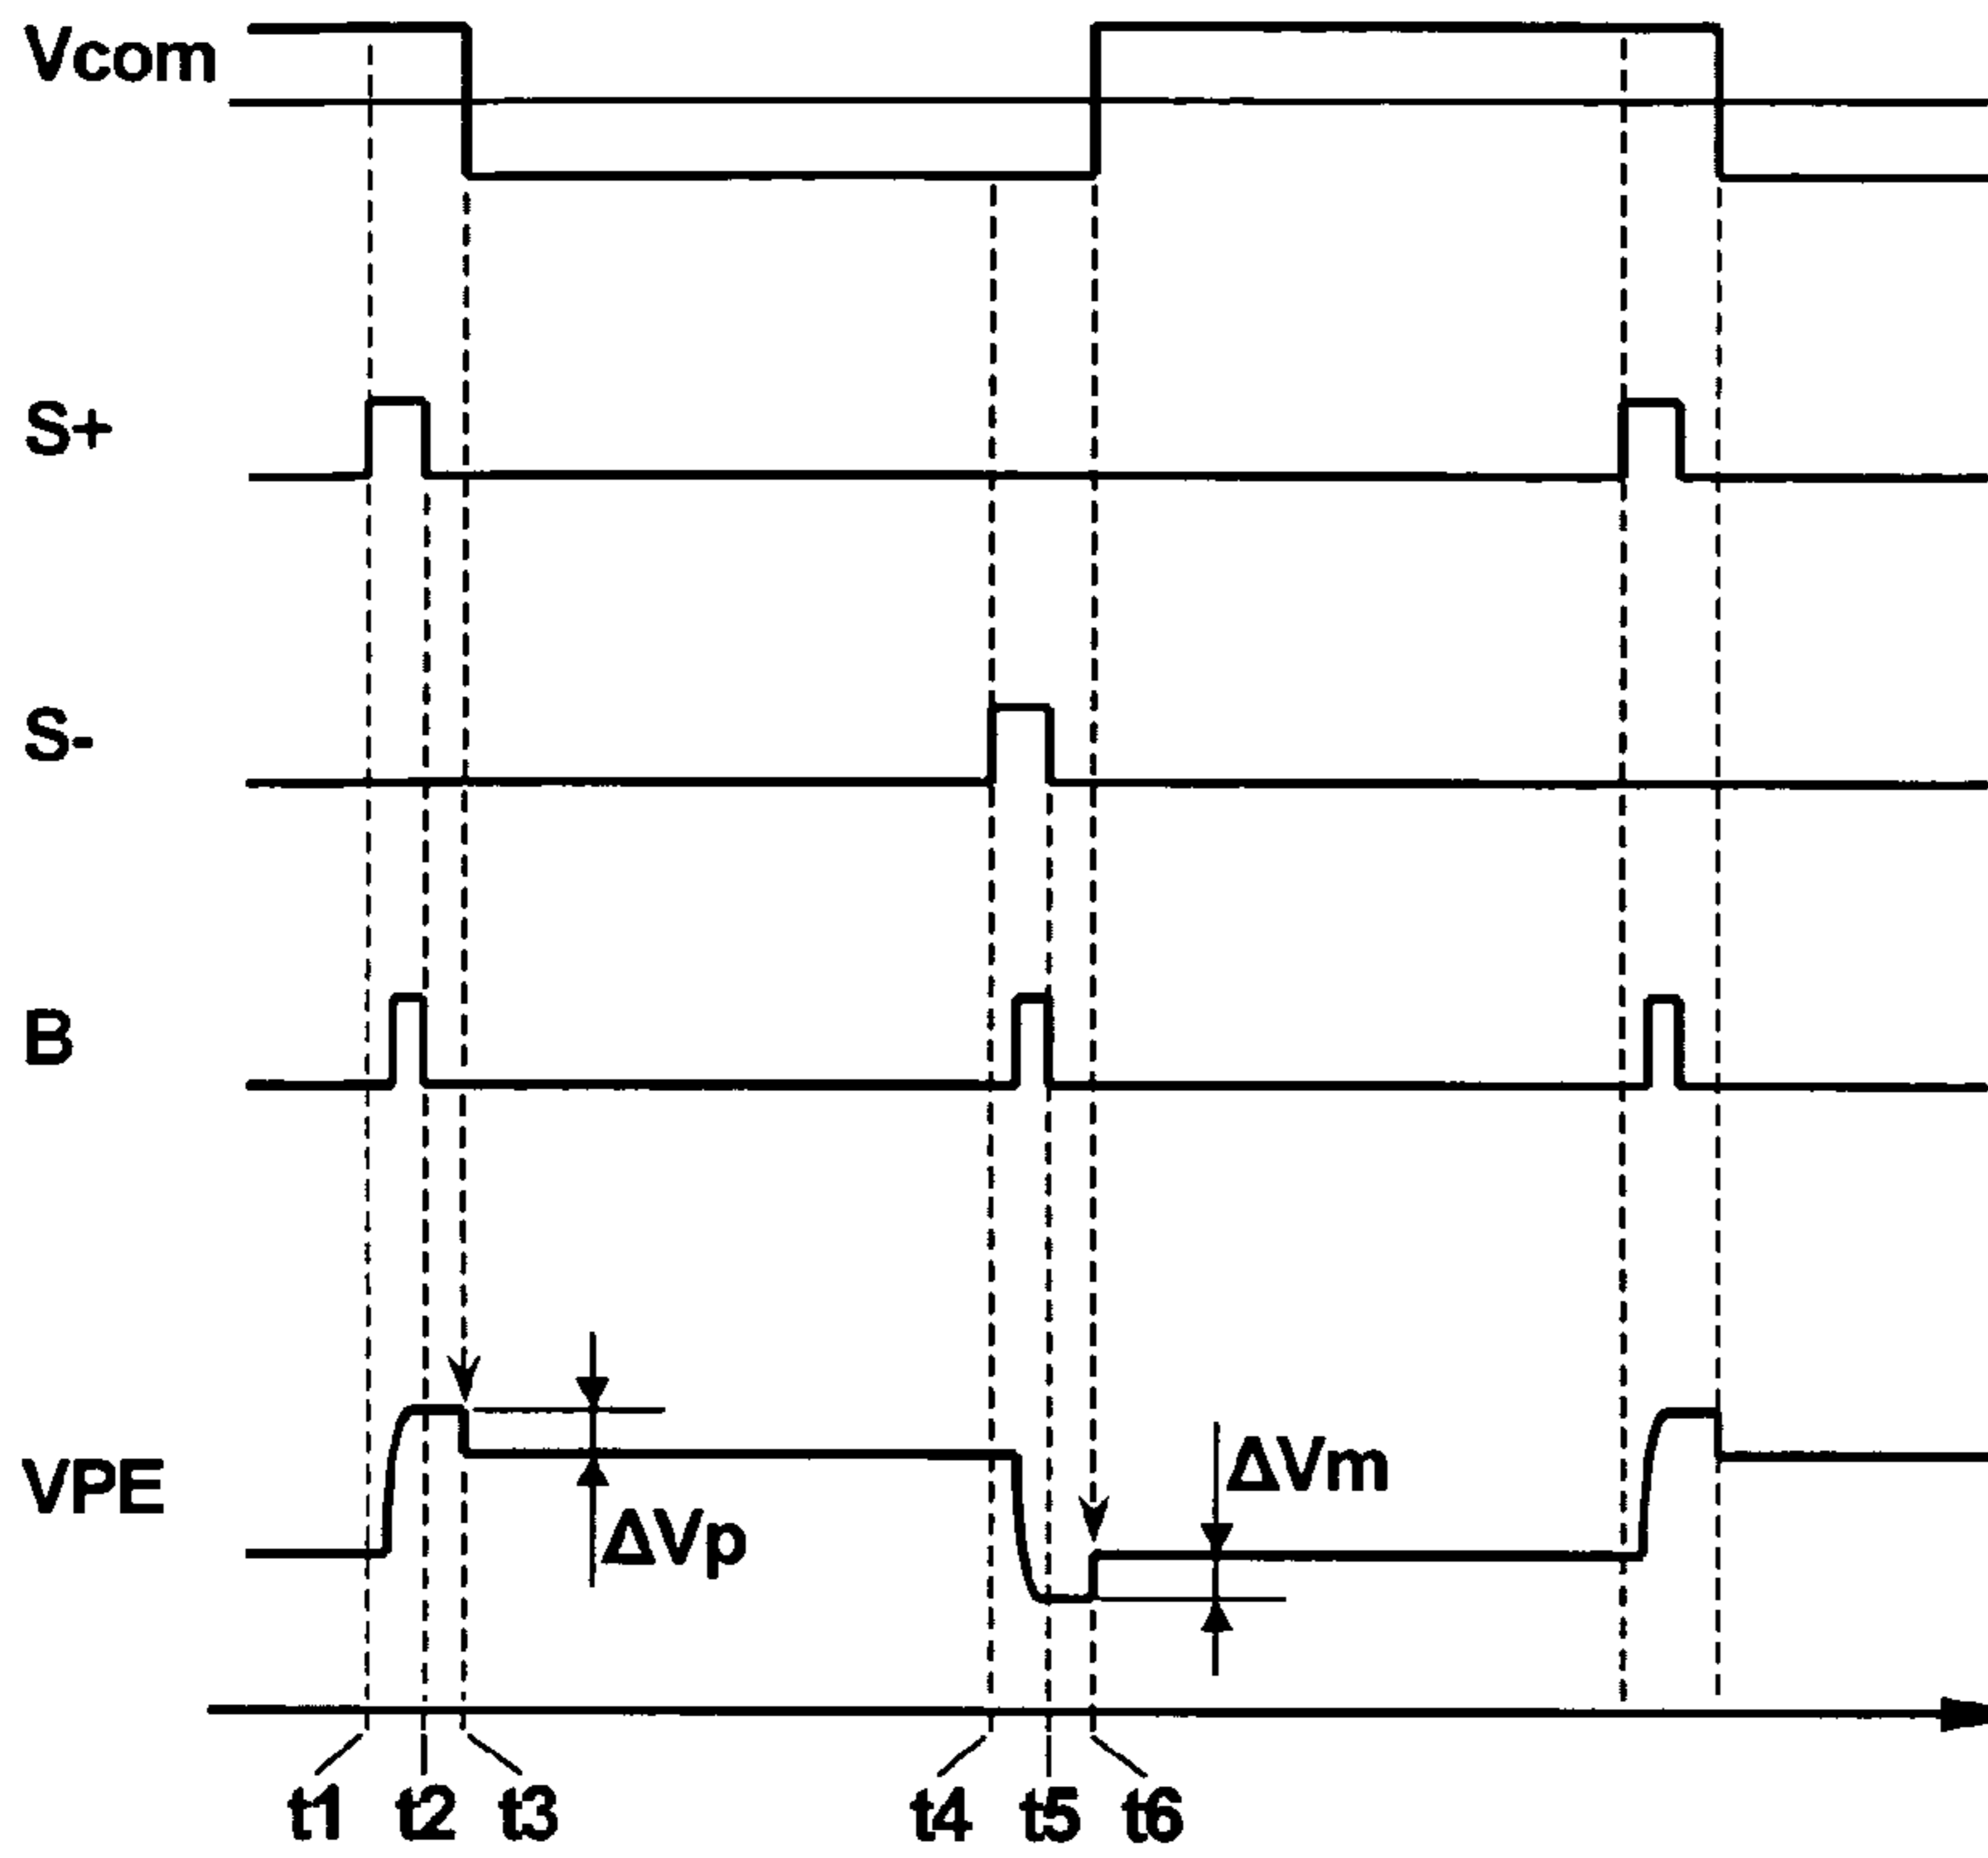 Vcom
S+
S-
B
VPE
ΔVp
ΔVm
t1 t2 t3 t4 t5 t6